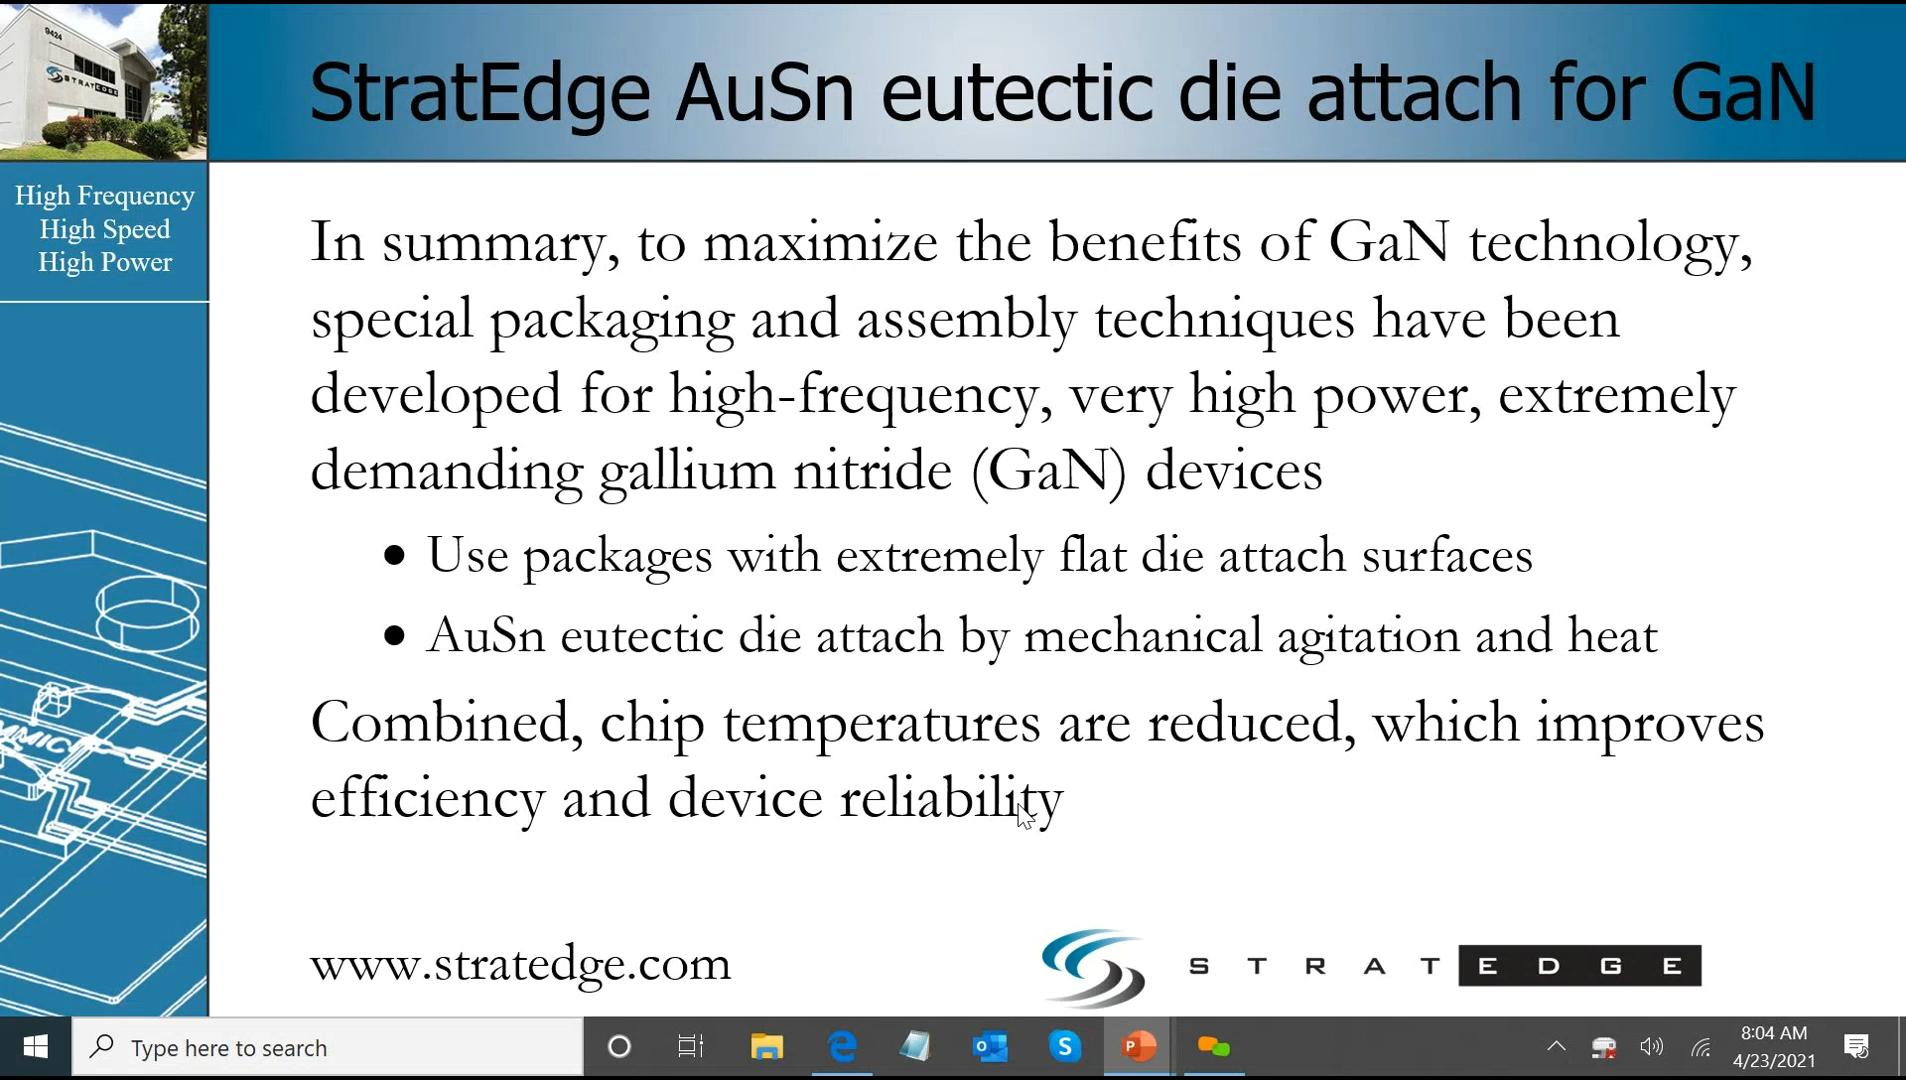 9424
STRATEDGE
StratEdge AuSn eutectic die attach for GaN
High Frequency
High Speed
High Power
In summary, to maximize the benefits of GaN technology,
special packaging and assembly techniques have been
developed for high-frequency, very high power, extremely
demanding gallium nitride (GaN) devices
• Use packages with extremely flat die attach surfaces
• AuSn eutectic die attach by mechanical agitation and heat
Combined, chip temperatures are reduced, which improves
efficiency and device reliability
MMIC
www.stratedge.com
STRATEDGE
Type here to search
8:04 AM
4/23/2021